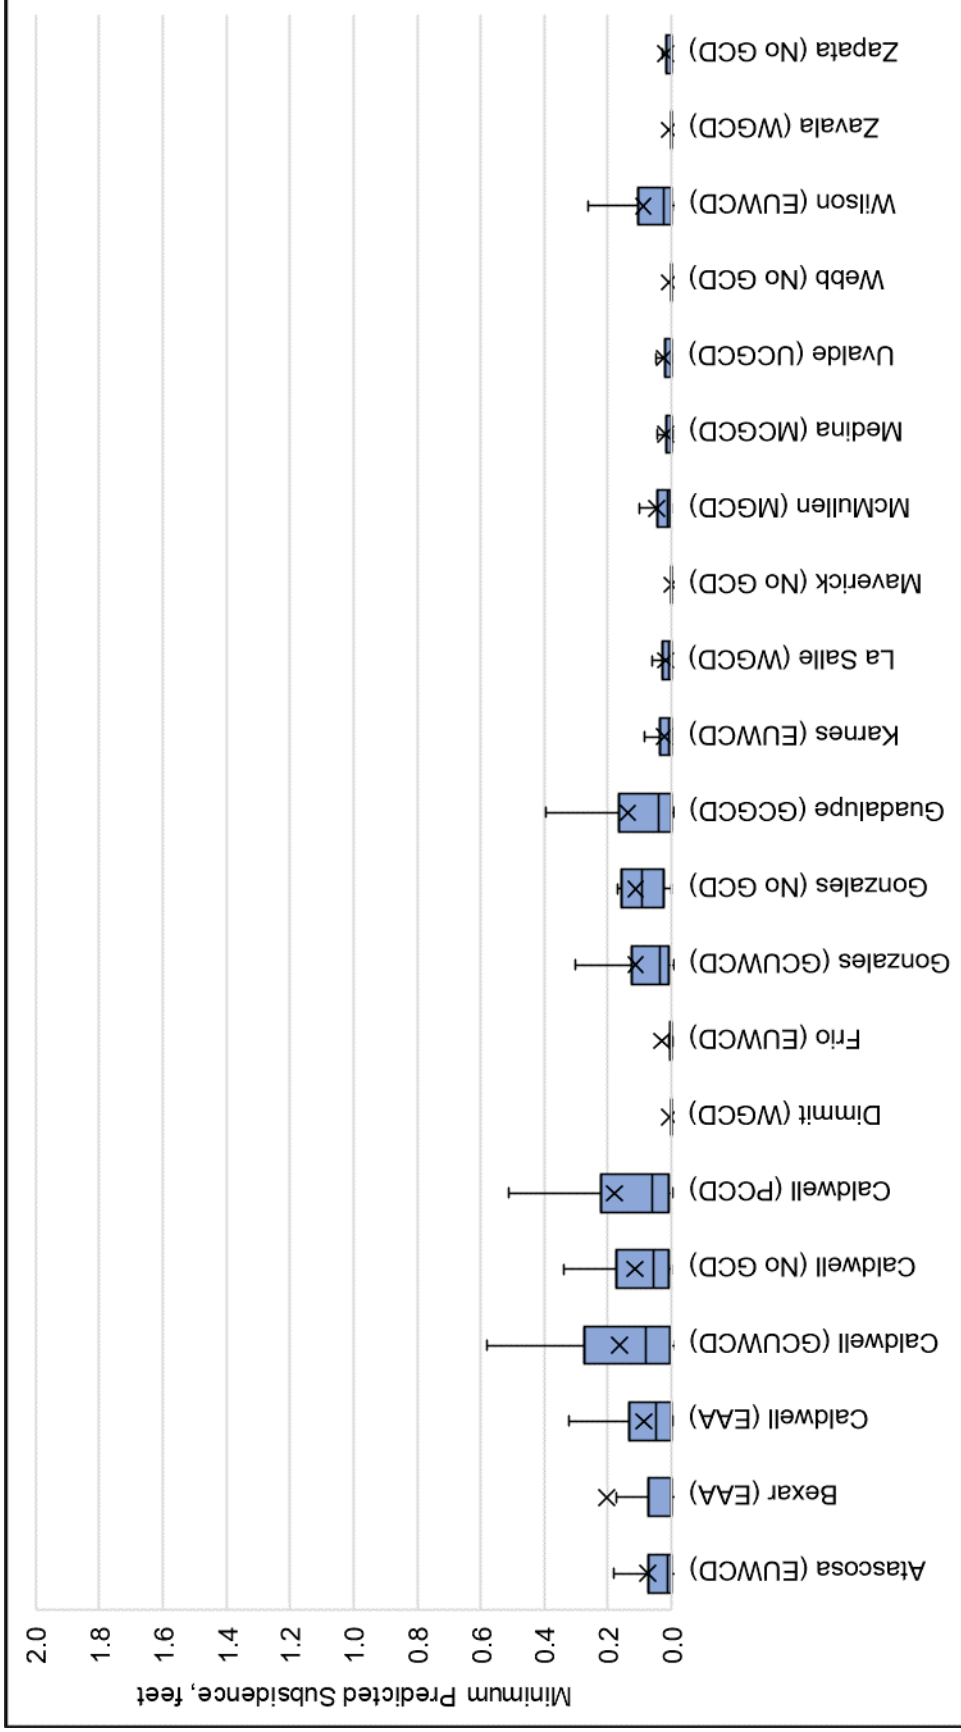 Minimum Predicted Subsidence, feet
2.0
1.8
1.6
1.4
1.2
1.0
0.8
0.6
0.4
0.2
0.0
Atascosa (EUWCD)
Bexar (EAA)
Caldwell (EAA)
Caldwell (GCUWCD)
Caldwell (No GCD)
Caldwell (PCCD)
Dimmit (WGCD)
Frio (EUWCD)
Gonzales (GCUWCD)
Gonzales (No GCD)
Guadalupe (GCGCD)
Karnes (EUWCD)
La Salle (WGCD)
Maverick (No GCD)
McMullen (MGCD)
Medina (MCGCD)
Uvalde (UCGCD)
Webb (No GCD)
Wilson (EUWCD)
Zavala (WGCD)
Zapata (No GCD)